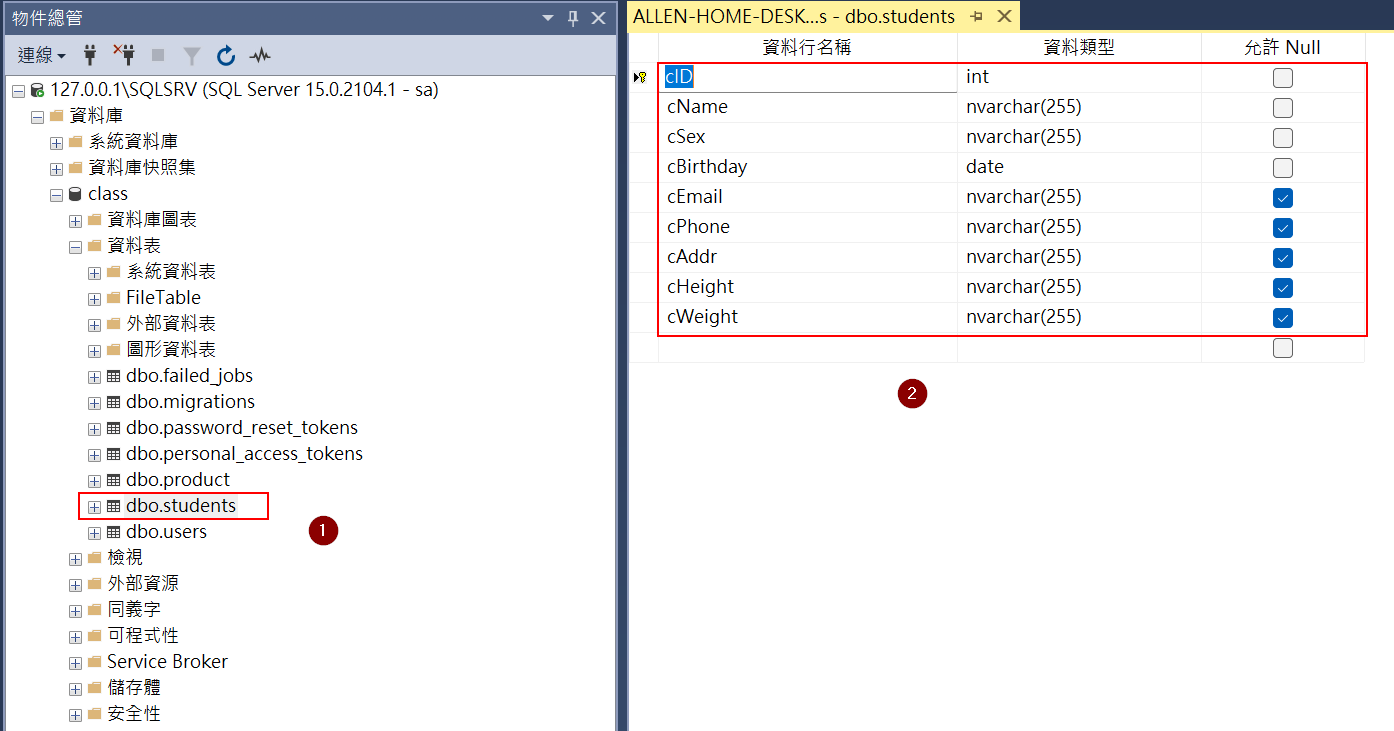 物件總管
連線
127.0.0.1\SQLSRV (SQL Server 15.0.2104.1 - sa)
資料庫
系統資料庫
資料庫快照集
class
資料庫圖表
資料表
系統資料表
FileTable
外部資料表
圖形資料表
dbo.failed_jobs
dbo.migrations
dbo.password_reset_tokens
dbo.personal_access_tokens
dbo.product
dbo.students
dbo.users
1
檢視
外部資源
同義字
可程式性
Service Broker
儲存體
安全性
ALLEN-HOME-DESK...s - dbo.students
資料行名稱 資料類型 允許 Null
cID int
cName nvarchar(255)
cSex nvarchar(255)
cBirthday date
cEmail nvarchar(255)
cPhone nvarchar(255)
cAddr nvarchar(255)
cHeight nvarchar(255)
cWeight nvarchar(255)
2